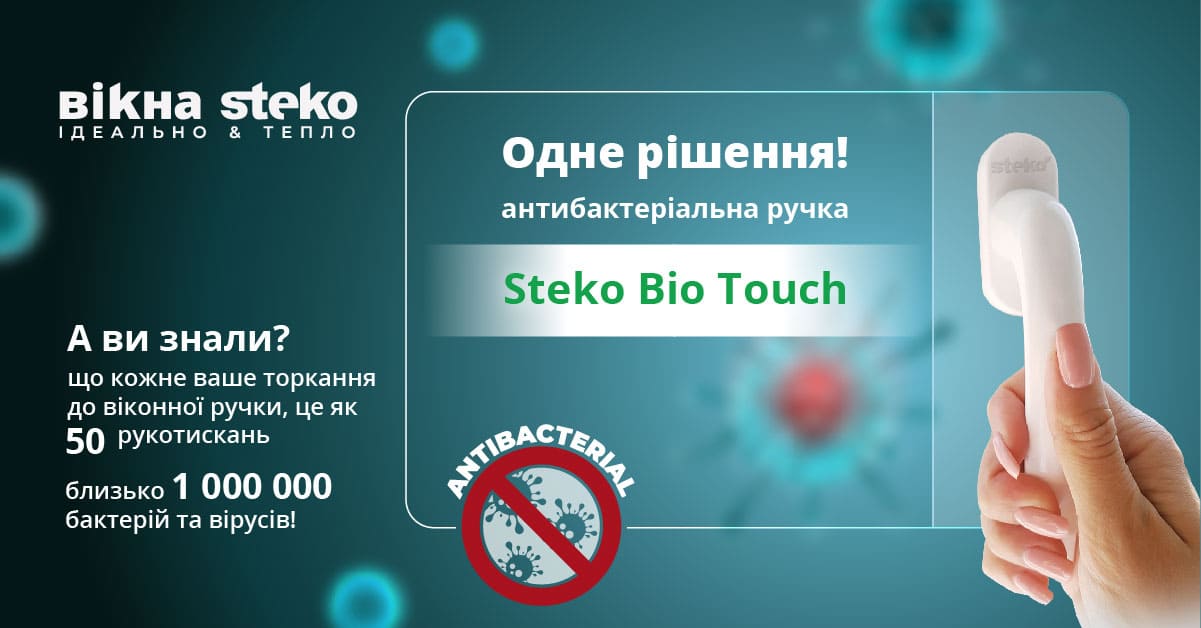 вікна steko
ІДЕАЛЬНО & ТЕПЛО
А ви знали?
що кожне ваше торкання
до віконної ручки, це як
50 рукотискань
близько 1 000 000
бактерій та вірусів!
Одне рішення!
антибактеріальна ручка
Steko Bio Touch
ANTIBACTERIAL
steko